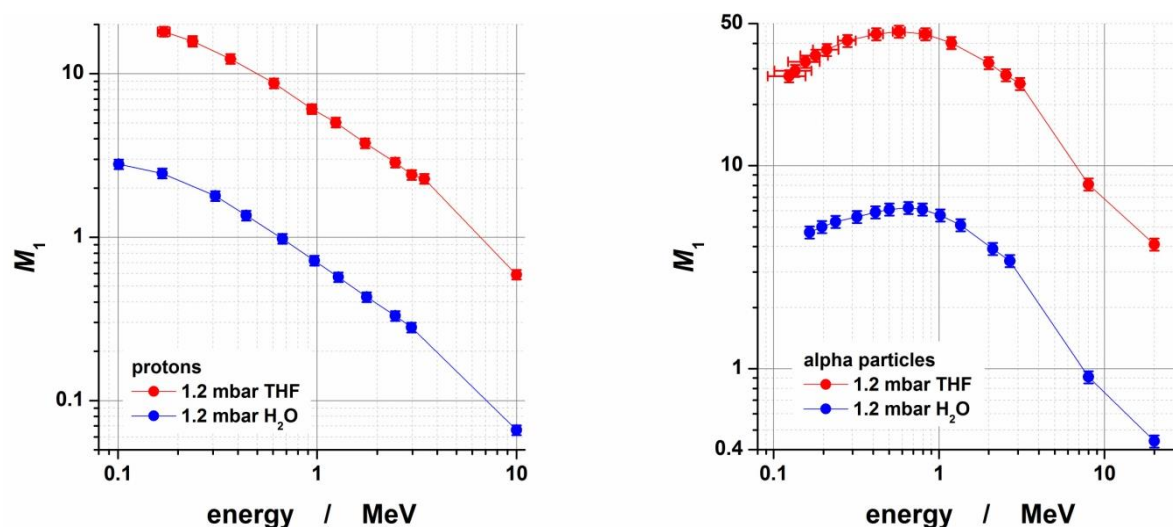 10
1
0.1
M₁
protons
1.2 mbar THF
1.2 mbar H₂O
0.1
1
10
energy / MeV
50
10
1
0.4
M₁
alpha particles
1.2 mbar THF
1.2 mbar H₂O
0.1
1
10
energy / MeV